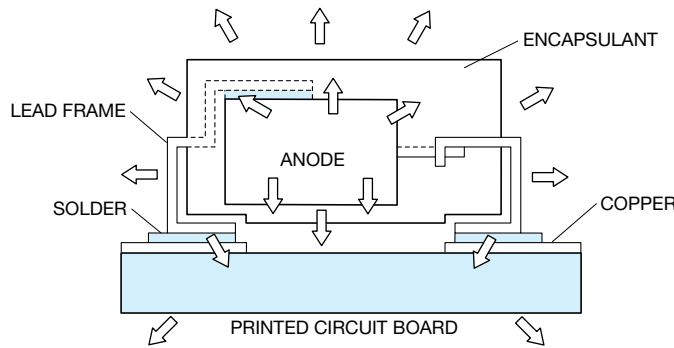 ENCAPSULANT
LEAD FRAME
ANODE
SOLDER
COPPER
PRINTED CIRCUIT BOARD